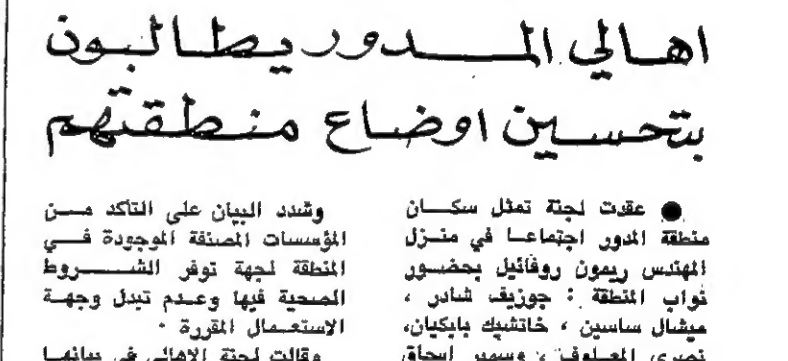 اهالي المدور يطالبون
بتحسين اوضاع منطقتهم
● عقدت لجنة تمثل سكان
منطقة المدور اجتماعا في منزل
المهندس ريمون روفائيل بحضور
نواب المنطقة : جوزيف شادر ،
ميشال ساسين ، خاتشيك بابكيان،
نصري المعلوف ، وسمير اسحاق
وشدد البيان على التأكد من
المؤسسات المصنفة الموجودة في
المنطقة لجهة توفر الشروط
الصحية فيها وعدم تبدل وجهة
الاستعمال المقررة ·
وقالت لجنة الاهالي في بيانها